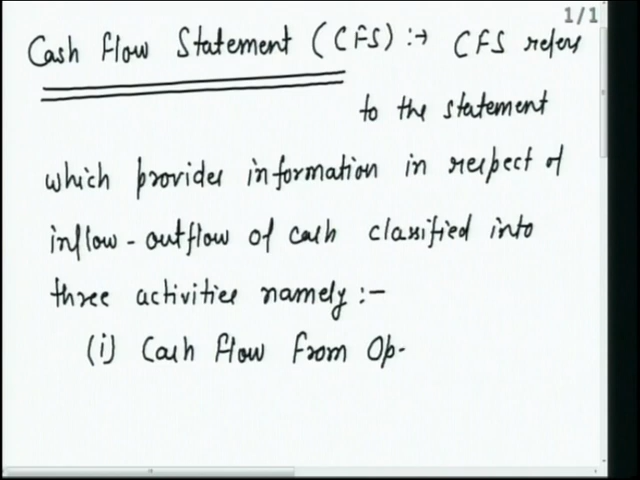 1/1
Cash Flow Statement (CFS) :→ CFS refers
to the statement
which provides information in respect of
inflow - outflow of cash classified into
three activities namely :-
(i) Cash Flow From Op-